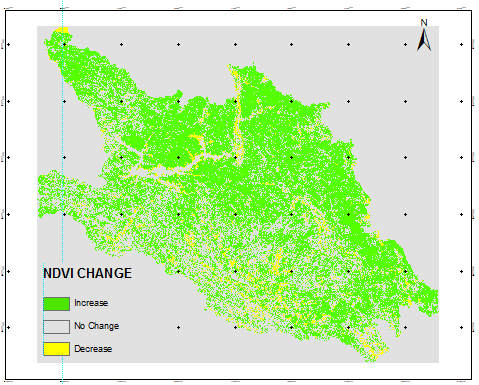 N
NDVI CHANGE
Increase
No Change
Decrease